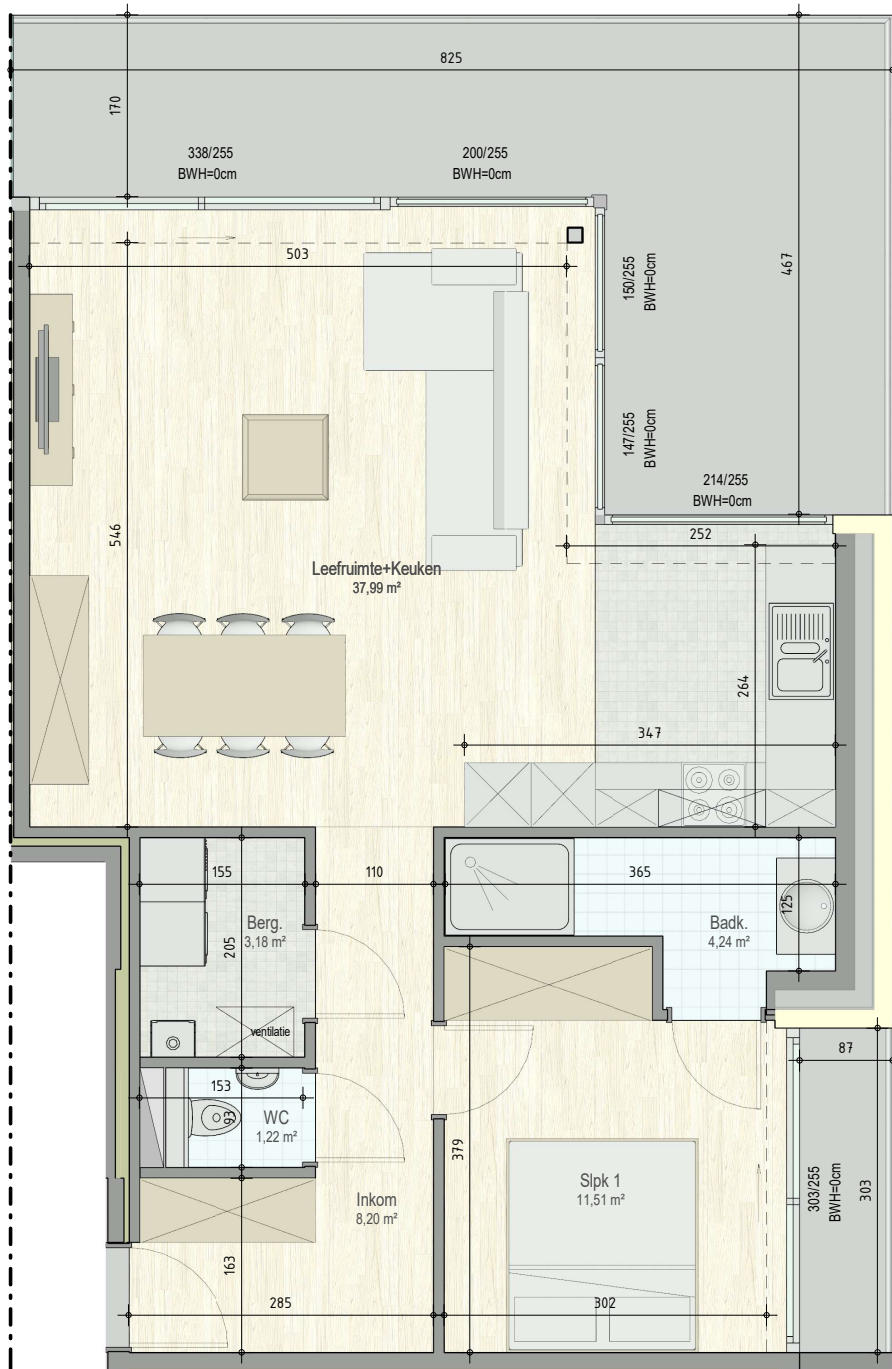 825
170
338/255
BWH=0cm
200/255
BWH=0cm
503
150/255
BWH=0cm
467
147/255
BWH=0cm
214/255
BWH=0cm
252
546
Leefruimte+Keuken
37,99 m²
264
347
155
110
365
125
Berg.
3,18 m²
205
Badk.
4,24 m²
ventilatie
87
153
93
WC
1,22 m²
379
Slpk 1
11,51 m²
303/255
BWH=0cm
303
Inkom
8,20 m²
163
285
302